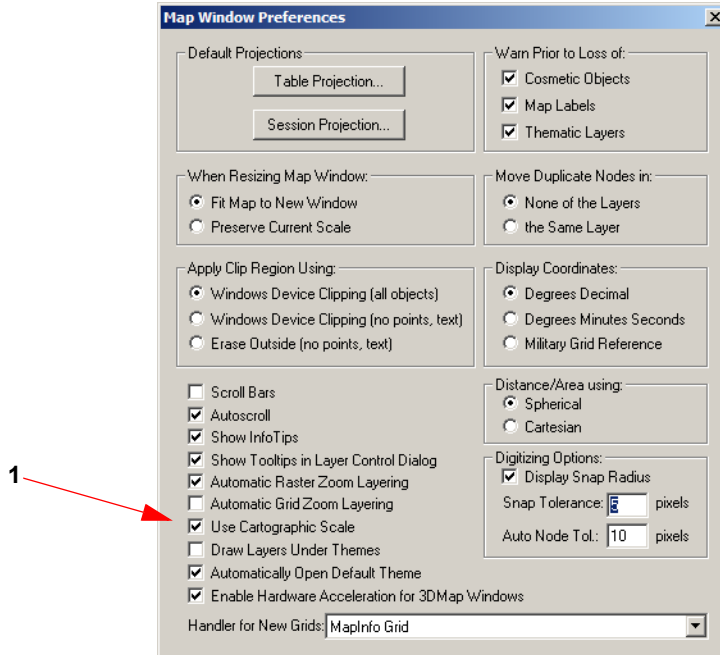 Map Window Preferences
Default Projections
Table Projection...
Session Projection...
Warn Prior to Loss of:
Cosmetic Objects
Map Labels
Thematic Layers
When Resizing Map Window:
Fit Map to New Window
Preserve Current Scale
Move Duplicate Nodes in:
None of the Layers
the Same Layer
Apply Clip Region Using:
Windows Device Clipping (all objects)
Windows Device Clipping (no points, text)
Erase Outside (no points, text)
Display Coordinates:
Degrees Decimal
Degrees Minutes Seconds
Military Grid Reference
Scroll Bars
Autoscroll
Show InfoTips
Show Tooltips in Layer Control Dialog
Automatic Raster Zoom Layering
Automatic Grid Zoom Layering
Use Cartographic Scale
Draw Layers Under Themes
Automatically Open Default Theme
Enable Hardware Acceleration for 3DMap Windows
Distance/Area using:
Spherical
Cartesian
Digitizing Options:
Display Snap Radius
Snap Tolerance: 5 pixels
Auto Node Tol.: 10 pixels
Handler for New Grids: MapInfo Grid
1